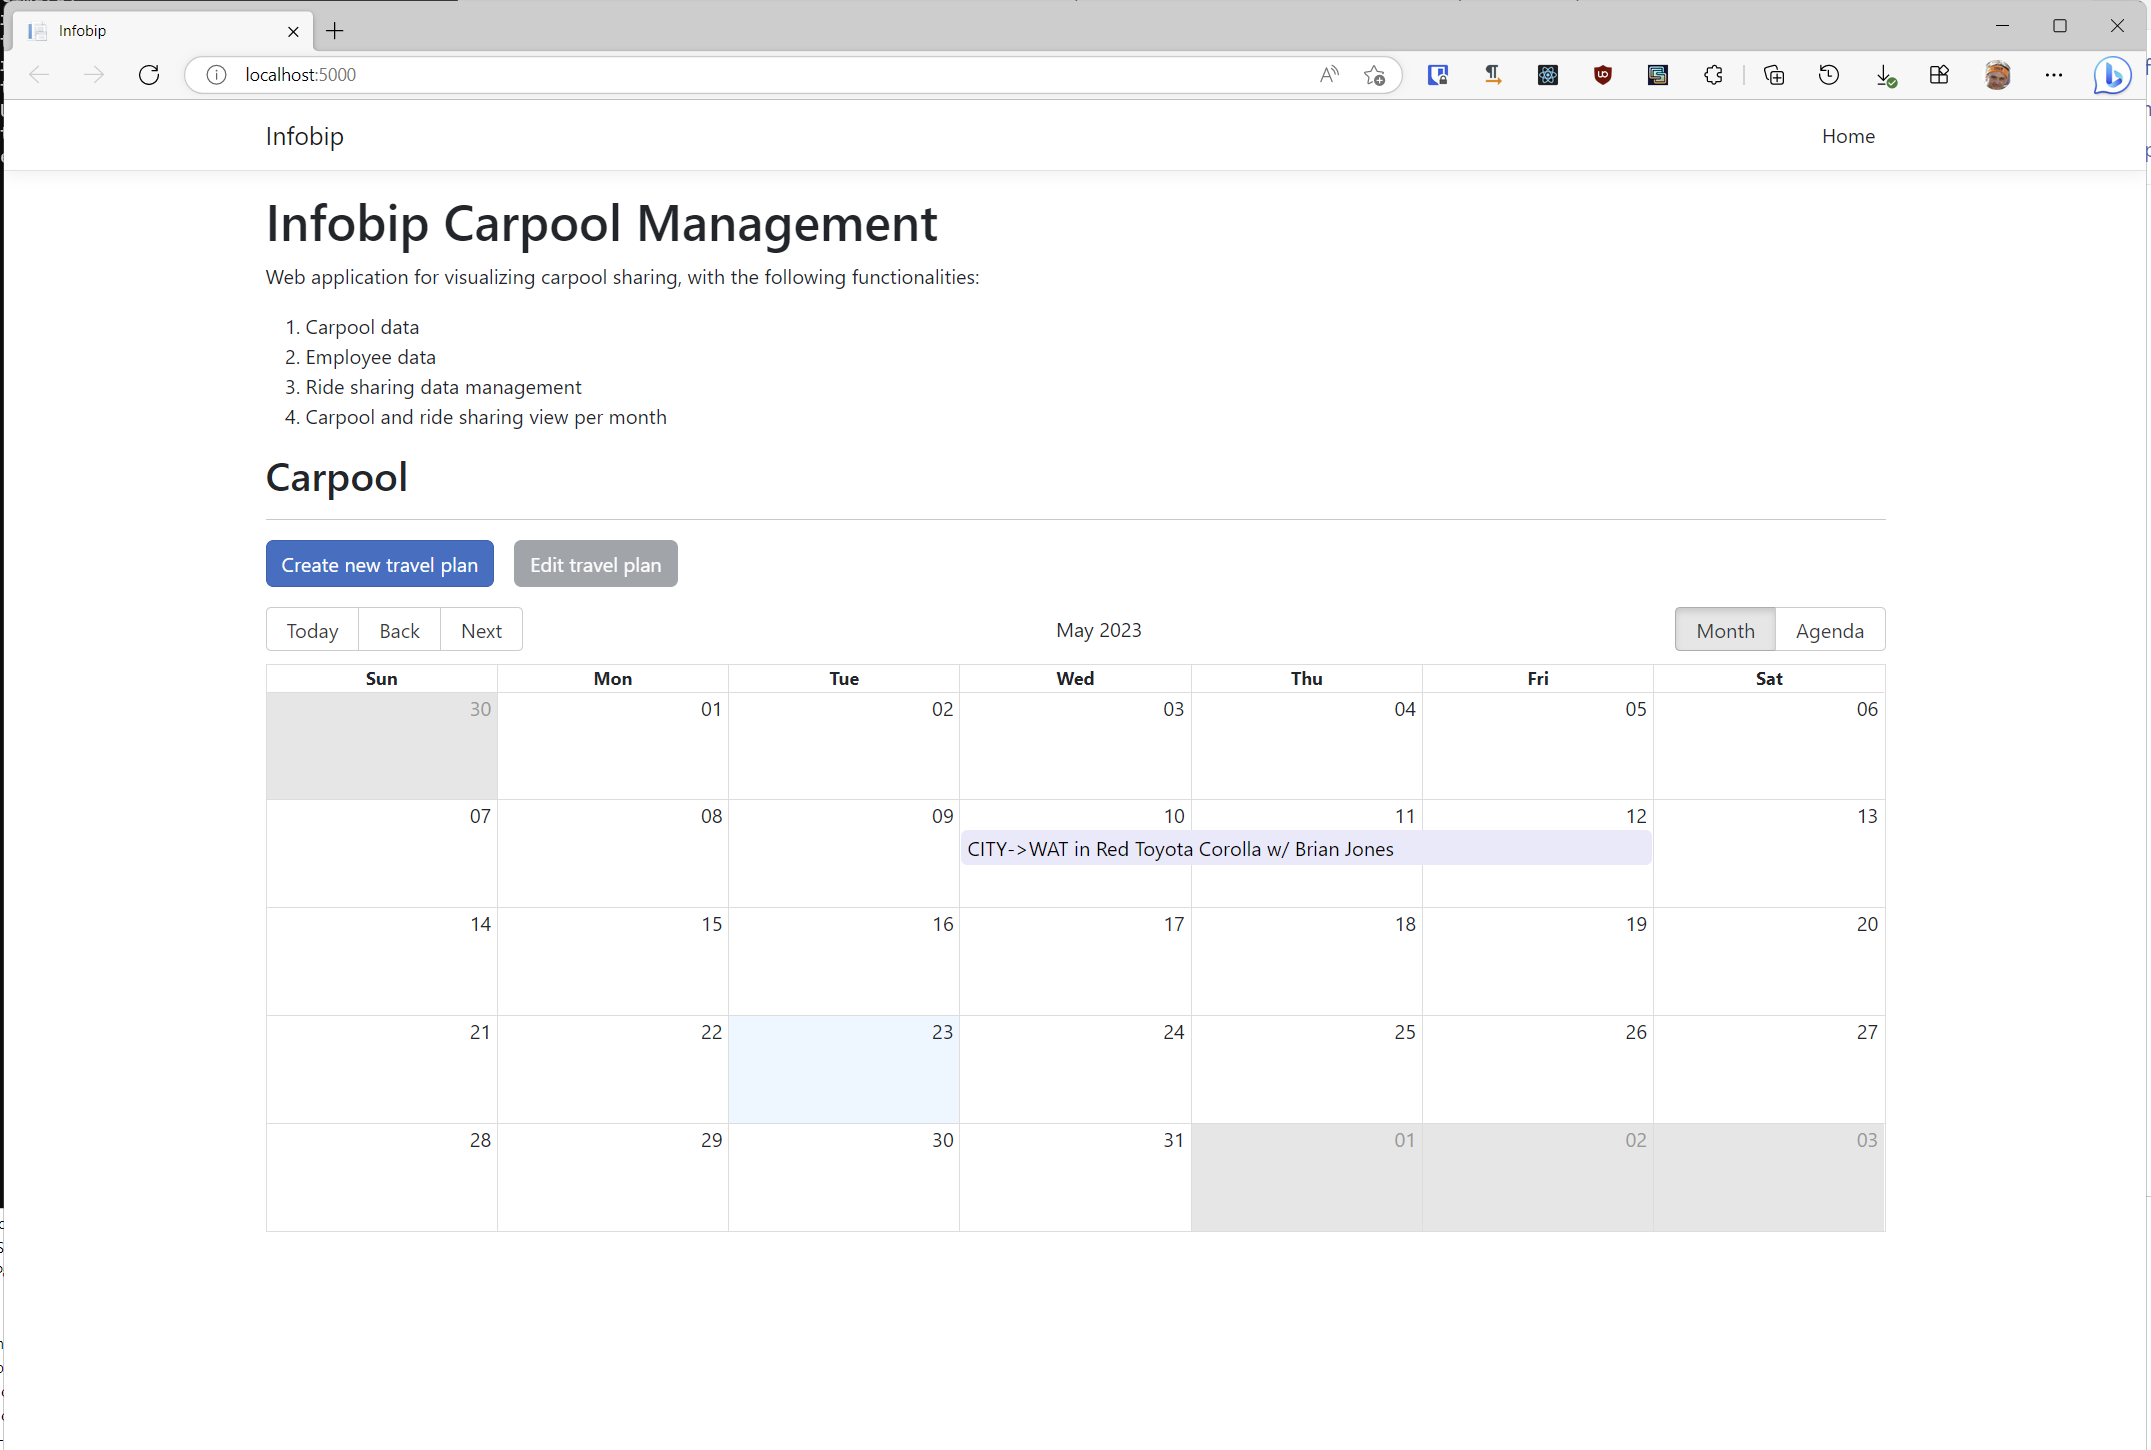 Infobip
localhost:5000
Infobip
Home
Infobip Carpool Management
Web application for visualizing carpool sharing, with the following functionalities:
1. Carpool data
2. Employee data
3. Ride sharing data management
4. Carpool and ride sharing view per month
Carpool
Create new travel plan
Edit travel plan
Today Back Next
May 2023
Month Agenda
Sun Mon Tue Wed Thu Fri Sat
30 01 02 03 04 05 06
07 08 09 10 11 12 13
CITY->WAT in Red Toyota Corolla w/ Brian Jones
14 15 16 17 18 19 20
21 22 23 24 25 26 27
28 29 30 31 01 02 03